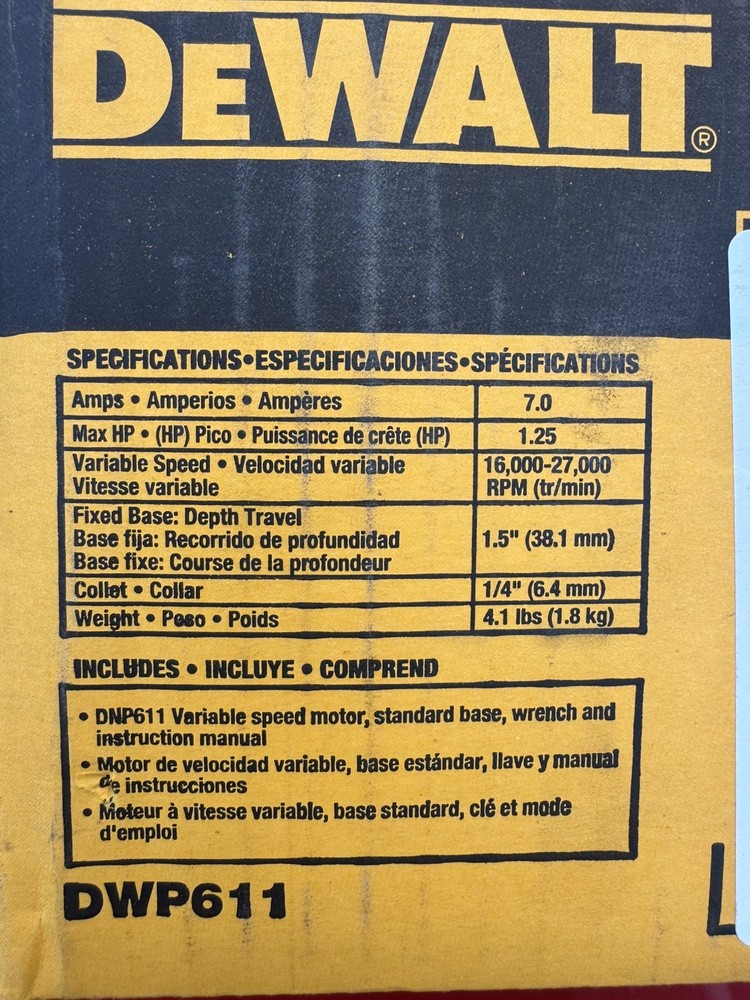 DEWALT®
SPECIFICATIONS•ESPECIFICACIONES•SPÉCIFICATIONS
Amps • Amperios • Ampères 7.0
Max HP • (HP) Pico • Puissance de crête (HP) 1.25
Variable Speed • Velocidad variable 16,000-27,000
Vitesse variable RPM (tr/min)
Fixed Base: Depth Travel
Base fija: Recorrido de profundidad 1.5" (38.1 mm)
Base fixe: Course de la profondeur
Collet • Collar 1/4" (6.4 mm)
Weight • Peso • Poids 4.1 lbs (1.8 kg)
INCLUDES • INCLUYE • COMPREND
• DNP611 Variable speed motor, standard base, wrench and
instruction manual
• Motor de velocidad variable, base estándar, llave y manual
de instrucciones
• Moteur à vitesse variable, base standard, clé et mode
d'emploi
DWP611